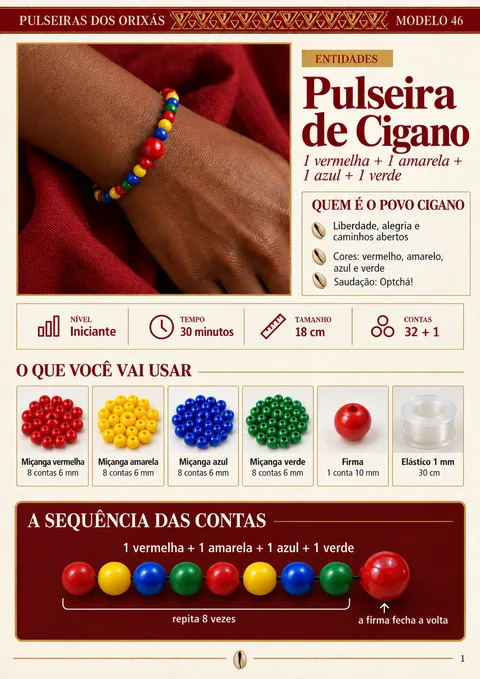 PULSEIRAS DOS ORIXÁS
MODELO 46
ENTIDADES
Pulseira
de Cigano
1 vermelha + 1 amarela +
1 azul + 1 verde
QUEM É O POVO CIGANO
Liberdade, alegria e
caminhos abertos
Cores: vermelho, amarelo,
azul e verde
Saudação: Optchá!
NÍVEL
Iniciante
TEMPO
30 minutos
TAMANHO
18 cm
CONTAS
32 + 1
O QUE VOCÊ VAI USAR
Miçanga vermelha
8 contas 6 mm
Miçanga amarela
8 contas 6 mm
Miçanga azul
8 contas 6 mm
Miçanga verde
8 contas 6 mm
Firma
1 conta 10 mm
Elástico 1 mm
30 cm
A SEQUÊNCIA DAS CONTAS
1 vermelha + 1 amarela + 1 azul + 1 verde
repita 8 vezes
a firma fecha a volta
1